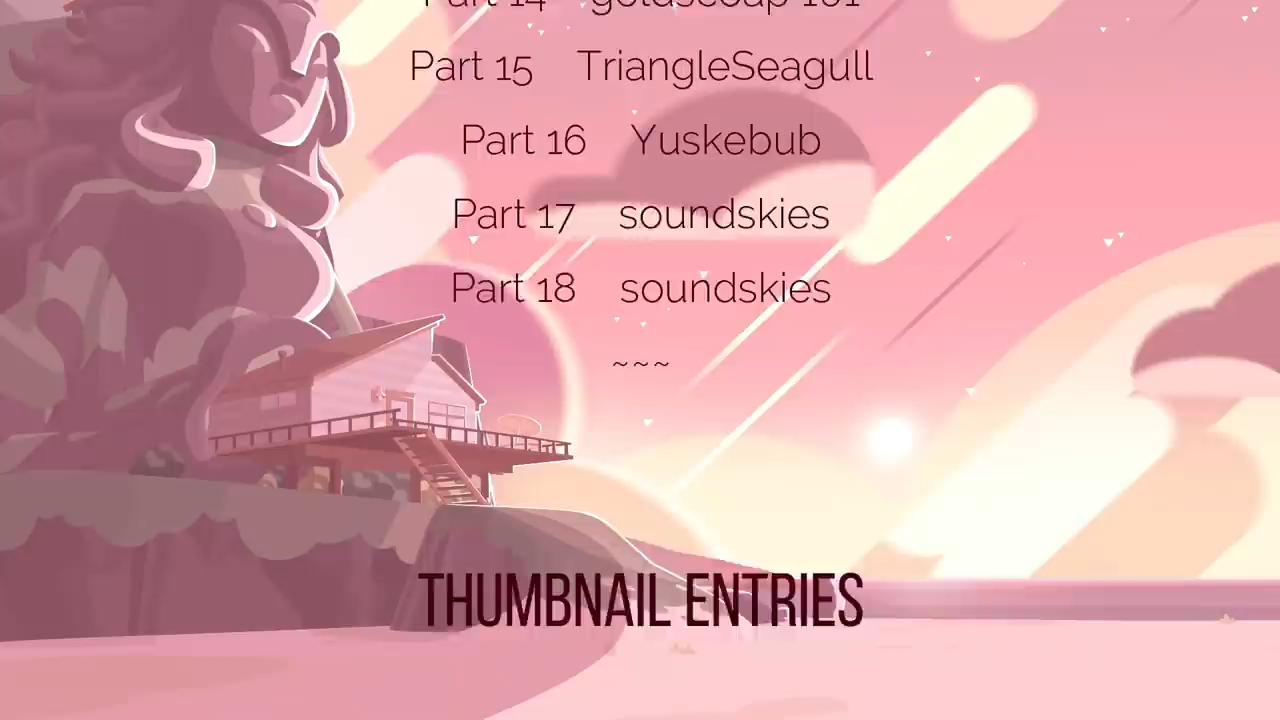 Part 15 TriangleSeagull
Part 16 Yuskebub
Part 17 soundskies
Part 18 soundskies
~~~
THUMBNAIL ENTRIES